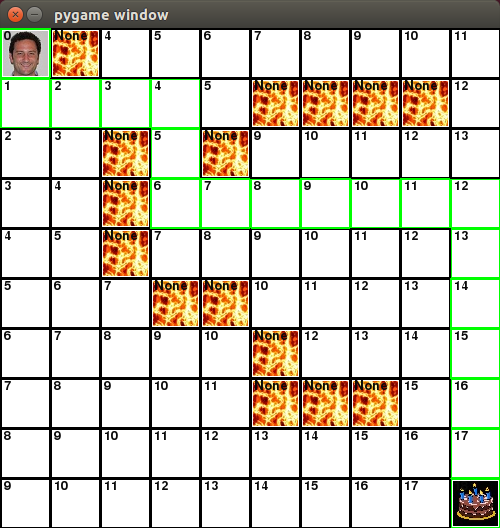 pygame window
0 None 4 5 6 7 8 9 10 11
1 2 3 4 5 None None None None 12
2 3 None 5 None 9 10 11 12 13
3 4 None 6 7 8 9 10 11 12
4 5 None 7 8 9 10 11 12 13
5 6 7 None None 10 11 12 13 14
6 7 8 9 10 None 12 13 14 15
7 8 9 10 11 None None None 15 16
8 9 10 11 12 13 14 15 16 17
9 10 11 12 13 14 15 16 17